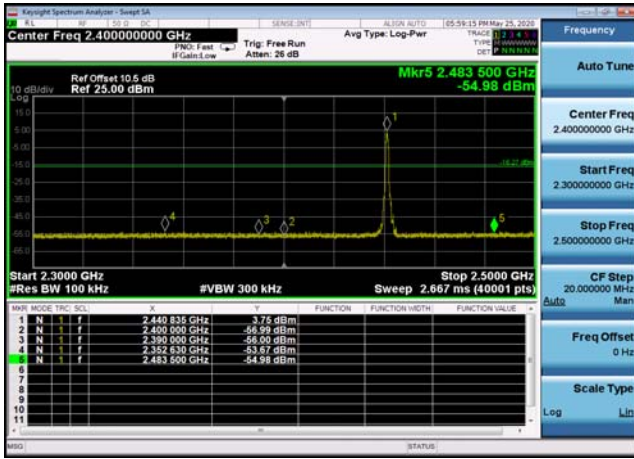 Keysight Spectrum Analyzer - Swept SA
RL RF 50 Ω DC SENSE:INT ALIGN AUTO 05:59:15 PM May 25, 2020
Center Freq 2.400000000 GHz
PNO: Fast
IFGain:Low
Trig: Free Run
Atten: 26 dB
Avg Type: Log-Pwr
TRACE 1 2 3 4 5 6
TYPE
DET P N N N N N
Ref Offset 10.5 dB
Ref 25.00 dBm
Mkr5 2.483 500 GHz
-54.98 dBm
10 dB/div
Log
15.0
5.00
-5.00
-15.0
-25.0
-35.0
-45.0
-55.0
-65.0
1
-16.27 dBm
4
3
2
5
Start 2.3000 GHz
Stop 2.5000 GHz
#Res BW 100 kHz
#VBW 300 kHz
Sweep 2.667 ms (40001 pts)
MKR MODE TRC SCL X Y FUNCTION FUNCTION WIDTH FUNCTION VALUE
1 N 1 f 2.440 835 GHz 3.75 dBm
2 N 1 f 2.400 000 GHz -56.99 dBm
3 N 1 f 2.390 000 GHz -56.00 dBm
4 N 1 f 2.352 630 GHz -53.67 dBm
5 N 1 f 2.483 500 GHz -54.98 dBm
6
7
8
9
10
11
MSG
STATUS
Frequency
Auto Tune
Center Freq
2.400000000 GHz
Start Freq
2.300000000 GHz
Stop Freq
2.500000000 GHz
CF Step
20.000000 MHz
Auto Man
Freq Offset
0 Hz
Scale Type
Log Lin